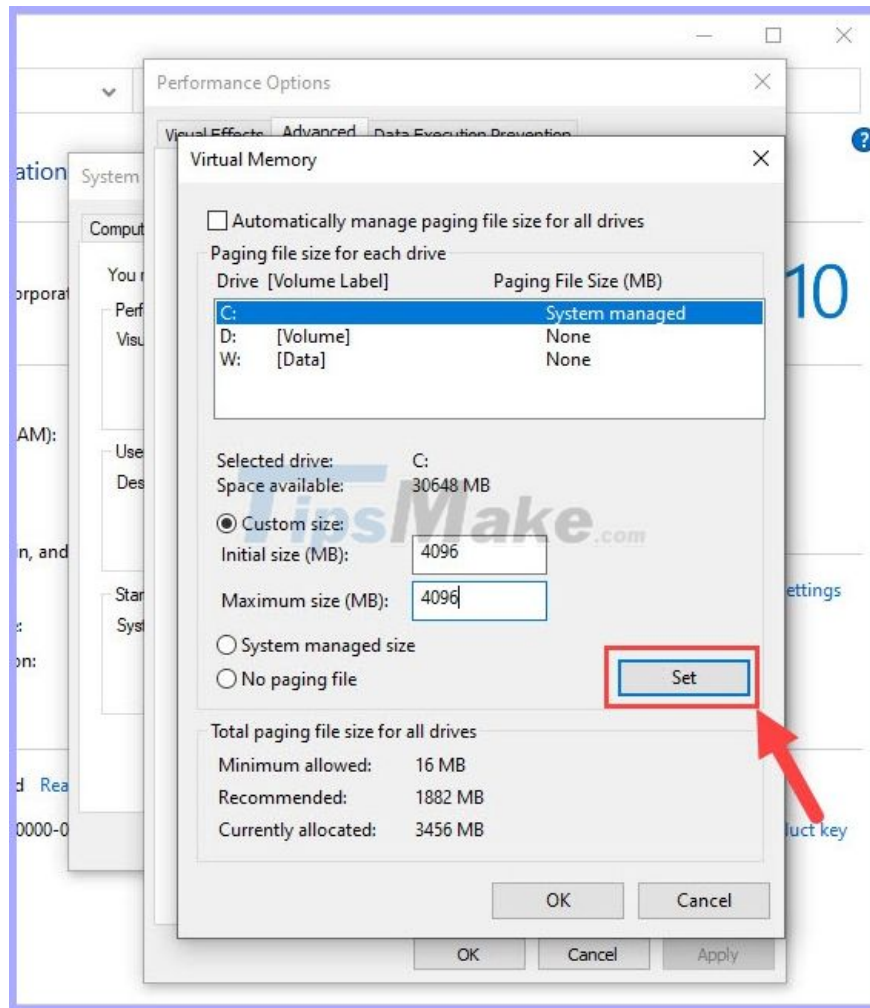 Performance Options
Visual Effects Advanced Data Execution Prevention
Virtual Memory
ation
System
Automatically manage paging file size for all drives
Comput
Paging file size for each drive
Drive [Volume Label] Paging File Size (MB)
You
orporat
10
Perf
C: System managed
Visu
D: [Volume] None
W: [Data] None
AM):
Use
Selected drive: C:
Des
Space available: 30648 MB
TipsMake.com
Custom size:
in, and
Initial size (MB): 4096
Star
ettings
Maximum size (MB): 4096
Syst
System managed size
on:
No paging file
Set
Total paging file size for all drives
Minimum allowed: 16 MB
d Rea
Recommended: 1882 MB
0000-0
Currently allocated: 3456 MB
duct key
OK Cancel
OK Cancel Apply